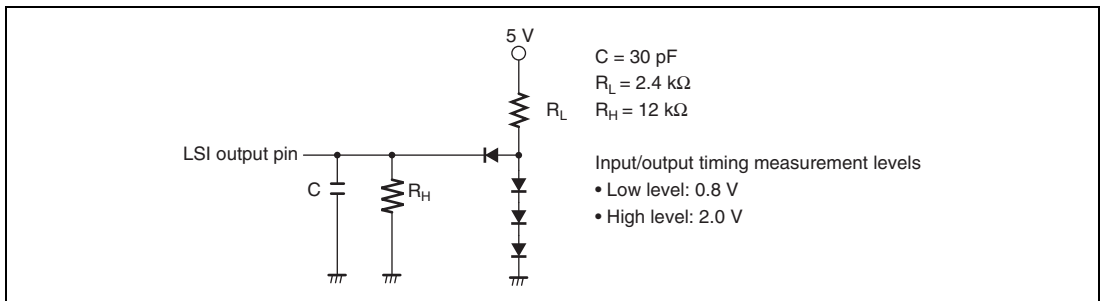 5 V
C = 30 pF
RL = 2.4 kΩ
RH = 12 kΩ
RL
LSI output pin
C
RH
Input/output timing measurement levels
• Low level: 0.8 V
• High level: 2.0 V